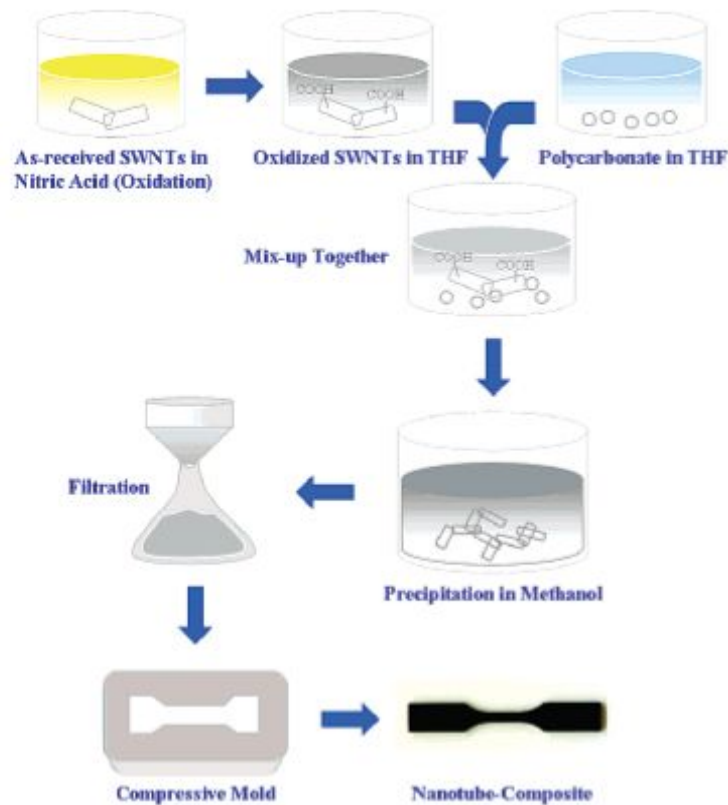 COOH
COOH
As-received SWNTs in
Nitric Acid (Oxidation)
Oxidized SWNTs in THF
Polycarbonate in THF
Mix-up Together
COOH
COOH
Filtration
Precipitation in Methanol
Compressive Mold
Nanotube-Composite